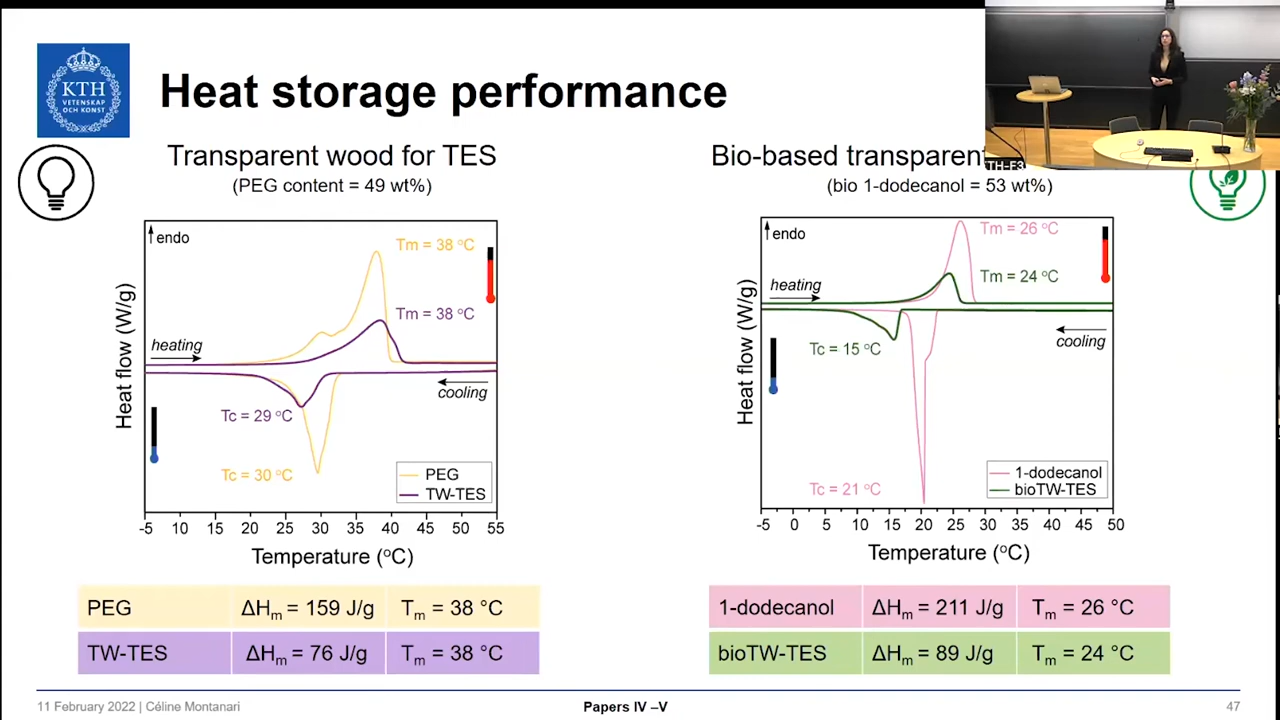 KTH
VETENSKAP
OCH KONST
Heat storage performance
Transparent wood for TES
(PEG content = 49 wt%)
↑ endo
Tm = 38 °C
Tm = 38 °C
heating
cooling
Tc = 29 °C
Tc = 30 °C
PEG
TW-TES
Heat flow (W/g)
-5 10 15 20 25 30 35 40 45 50 55
Temperature (°C)
PEG ΔHm = 159 J/g Tm = 38 °C
TW-TES ΔHm = 76 J/g Tm = 38 °C
Bio-based transparent
(bio 1-dodecanol = 53 wt%)
↑ endo
Tm = 26 °C
Tm = 24 °C
heating
cooling
Tc = 15 °C
Tc = 21 °C
1-dodecanol
bioTW-TES
Heat flow (W/g)
-5 0 5 10 15 20 25 30 35 40 45 50
Temperature (°C)
1-dodecanol ΔHm = 211 J/g Tm = 26 °C
bioTW-TES ΔHm = 89 J/g Tm = 24 °C
11 February 2022 | Céline Montanari
Papers IV –V
47